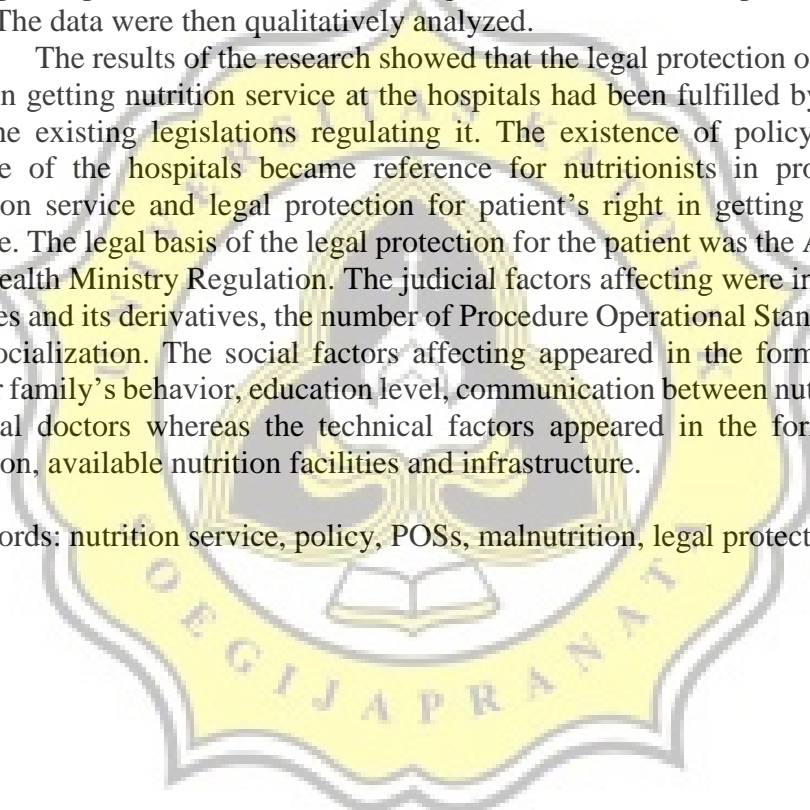 The data were then qualitatively analyzed.
The results of the research showed that the legal protection o
n getting nutrition service at the hospitals had been fulfilled by
ne existing legislations regulating it. The existence of policy
e of the hospitals became reference for nutritionists in pro
on service and legal protection for patient's right in getting
e. The legal basis of the legal protection for the patient was the A
ealth Ministry Regulation. The judicial factors affecting were in
es and its derivatives, the number of Procedure Operational Stan
ocialization. The social factors affecting appeared in the form
r family's behavior, education level, communication between nut
al doctors whereas the technical factors appeared in the for
on, available nutrition facilities and infrastructure.
ords: nutrition service, policy, POSs, malnutrition, legal protect
OEGIJAPRANAT